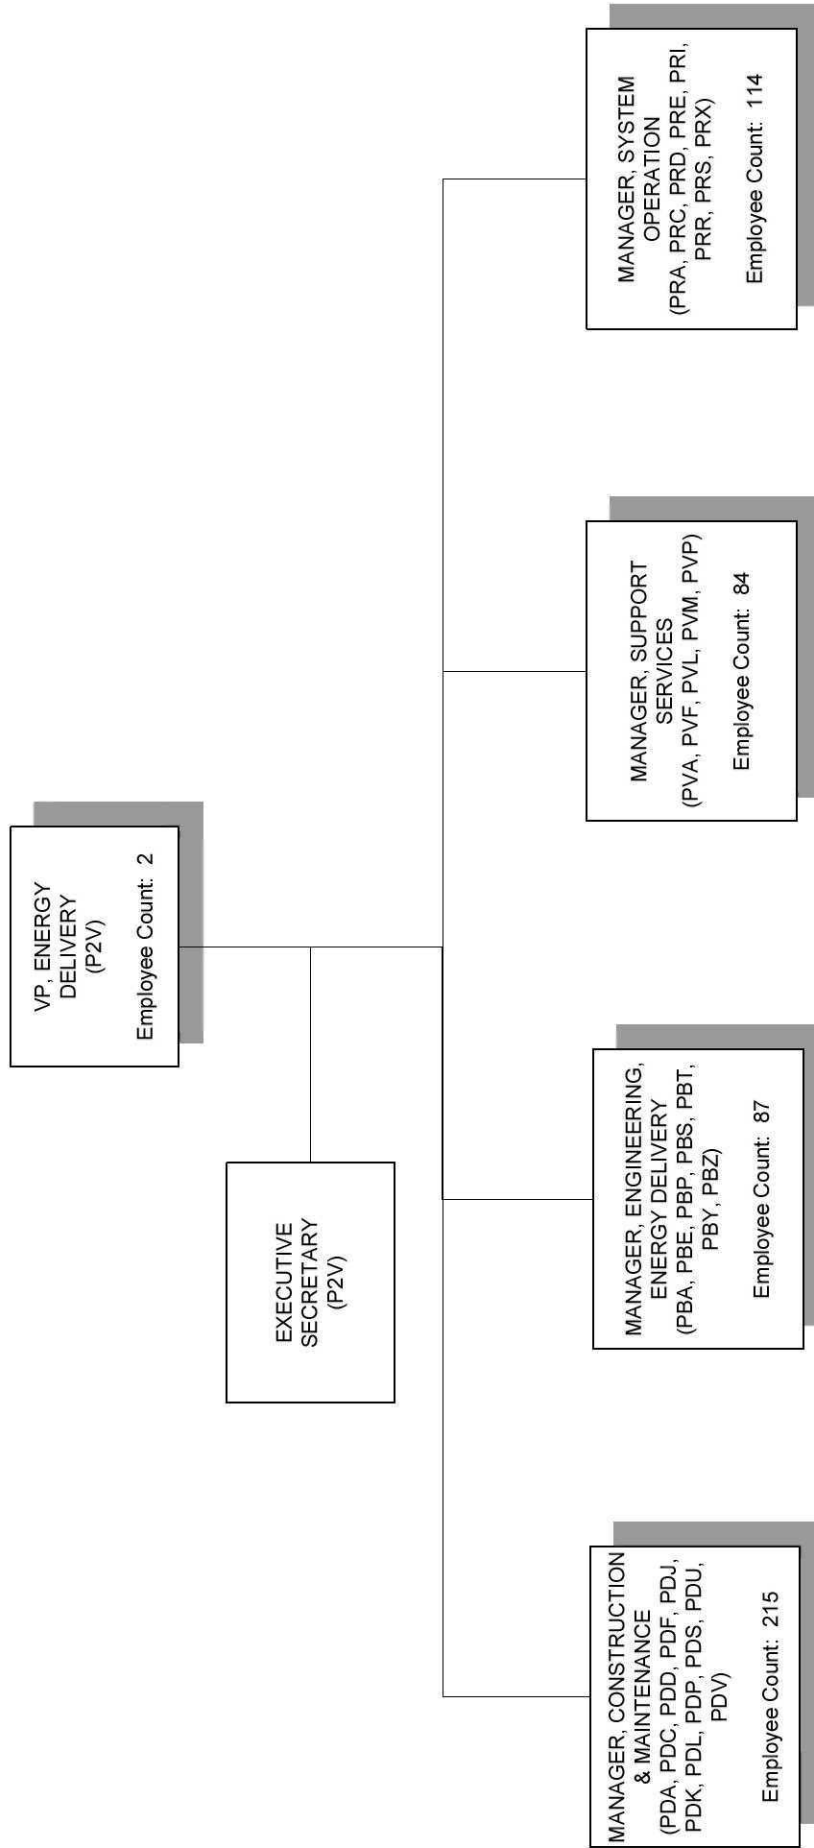 VP, ENERGY
DELIVERY
(P2V)
Employee Count: 2
EXECUTIVE
SECRETARY
(P2V)
MANAGER, CONSTRUCTION
& MAINTENANCE
(PDA, PDC, PDD, PDF, PDJ,
PDK, PDL, PDP, PDS, PDU,
PDV)
Employee Count: 215
MANAGER, ENGINEERING,
ENERGY DELIVERY
(PBA, PBE, PBP, PBS, PBT,
PBY, PBZ)
Employee Count: 87
MANAGER, SUPPORT
SERVICES
(PVA, PVF, PVL, PVM, PVP)
Employee Count: 84
MANAGER, SYSTEM
OPERATION
(PRA, PRC, PRD, PRE, PRI,
PRR, PRS, PRX)
Employee Count: 114